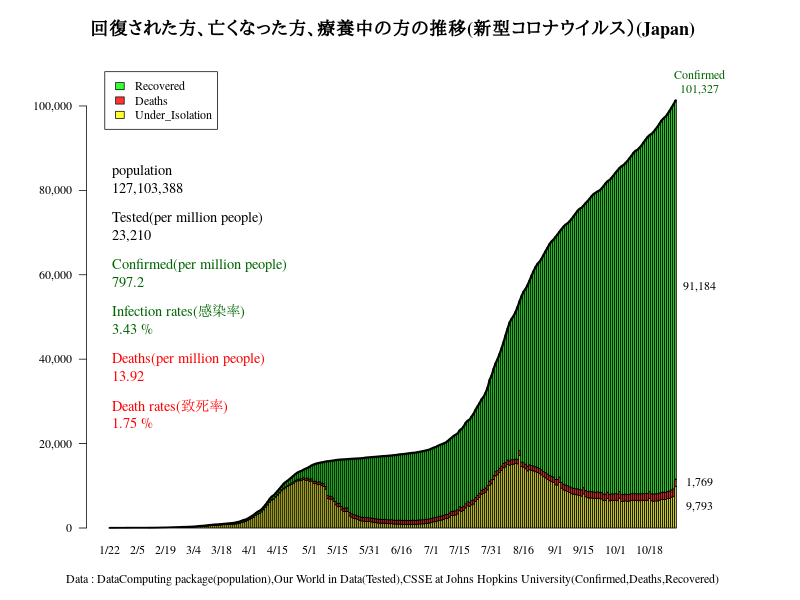 回復された方、亡くなった方、療養中の方の推移(新型コロナウイルス)(Japan)
Confirmed
101,327
Recovered
Deaths
Under_Isolation
100,000
80,000
60,000
40,000
20,000
0
population
127,103,388
Tested(per million people)
23,210
Confirmed(per million people)
797.2
Infection rates(感染率)
3.43 %
Deaths(per million people)
13.92
Death rates(致死率)
1.75 %
91,184
1,769
9,793
1/22 2/5 2/19 3/4 3/18 4/1 4/15 5/1 5/15 5/31 6/16 7/1 7/15 7/31 8/16 9/1 9/15 10/1 10/18
Data : DataComputing package(population),Our World in Data(Tested),CSSE at Johns Hopkins University(Confirmed,Deaths,Recovered)